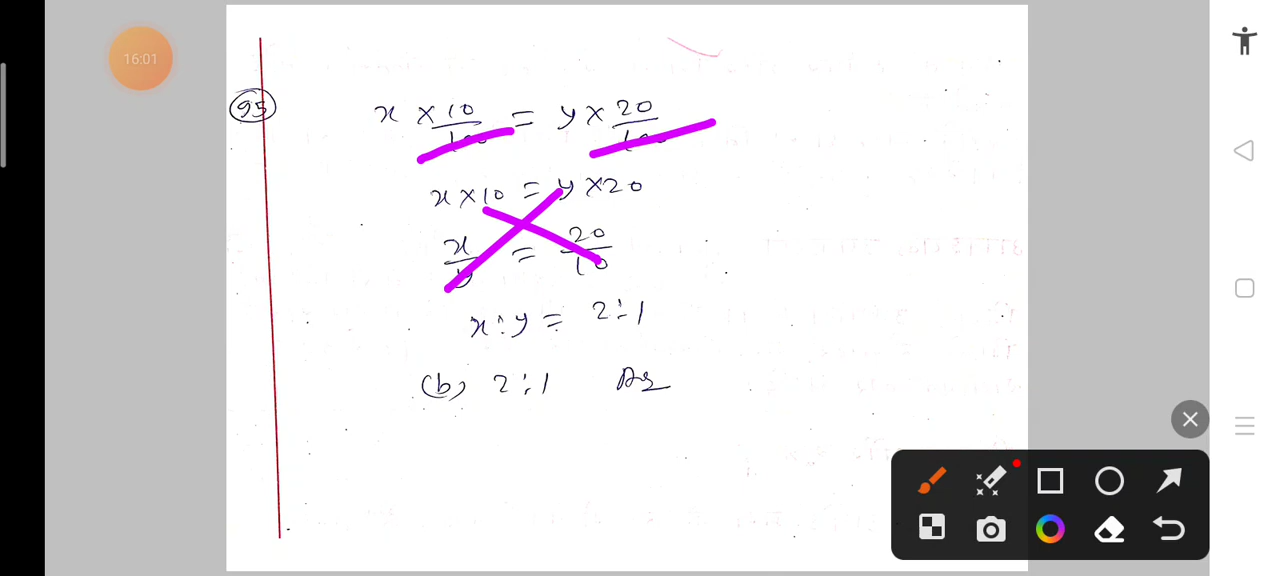 16:01
95
x × 10/100 = y × 20/100
x × 10 = y × 20
x/y = 20/10
x : y = 2 : 1
(b) 2 : 1 Ans